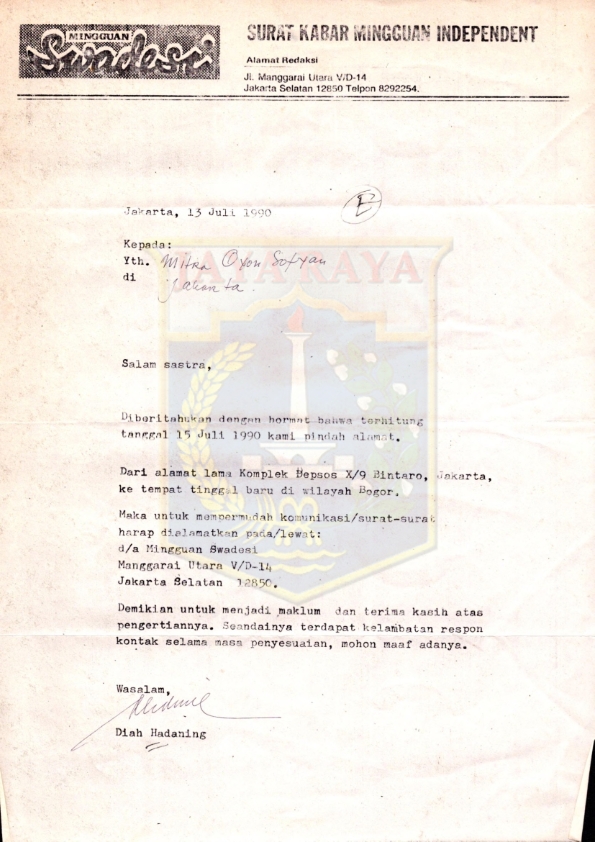 MINGGUAN
Swadesi
SURAT KABAR MINGGUAN INDEPENDENT
Alamat Redaksi
Jl. Manggarai Utara V/D-14
Jakarta Selatan 12850 Telpon 8292254.
Jakarta, 13 Juli 1990
Kepada:
Yth. Mitra Oyon Sofyan
di Jakarta.
JAYA RAYA
Salam sastra,
Diberitahukan dengan hormat bahwa terhitung
tanggal 15 Juli 1990 kami pindah alamat.
Dari alamat lama Komplek Depsos X/9 Bintaro, Jakarta,
ke tempat tinggal baru di wilayah Bogor.
Maka untuk mempermudah komunikasi/surat-surat
harap dialamatkan pada/lewat:
d/a Mingguan Swadesi
Manggarai Utara V/D-14
Jakarta Selatan 12850.
Demikian untuk menjadi maklum dan terima kasih atas
pengertiannya. Seandainya terdapat kelambatan respon
kontak selama masa penyesuaian, mohon maaf adanya.
Wasalam,
Diah Hadaning